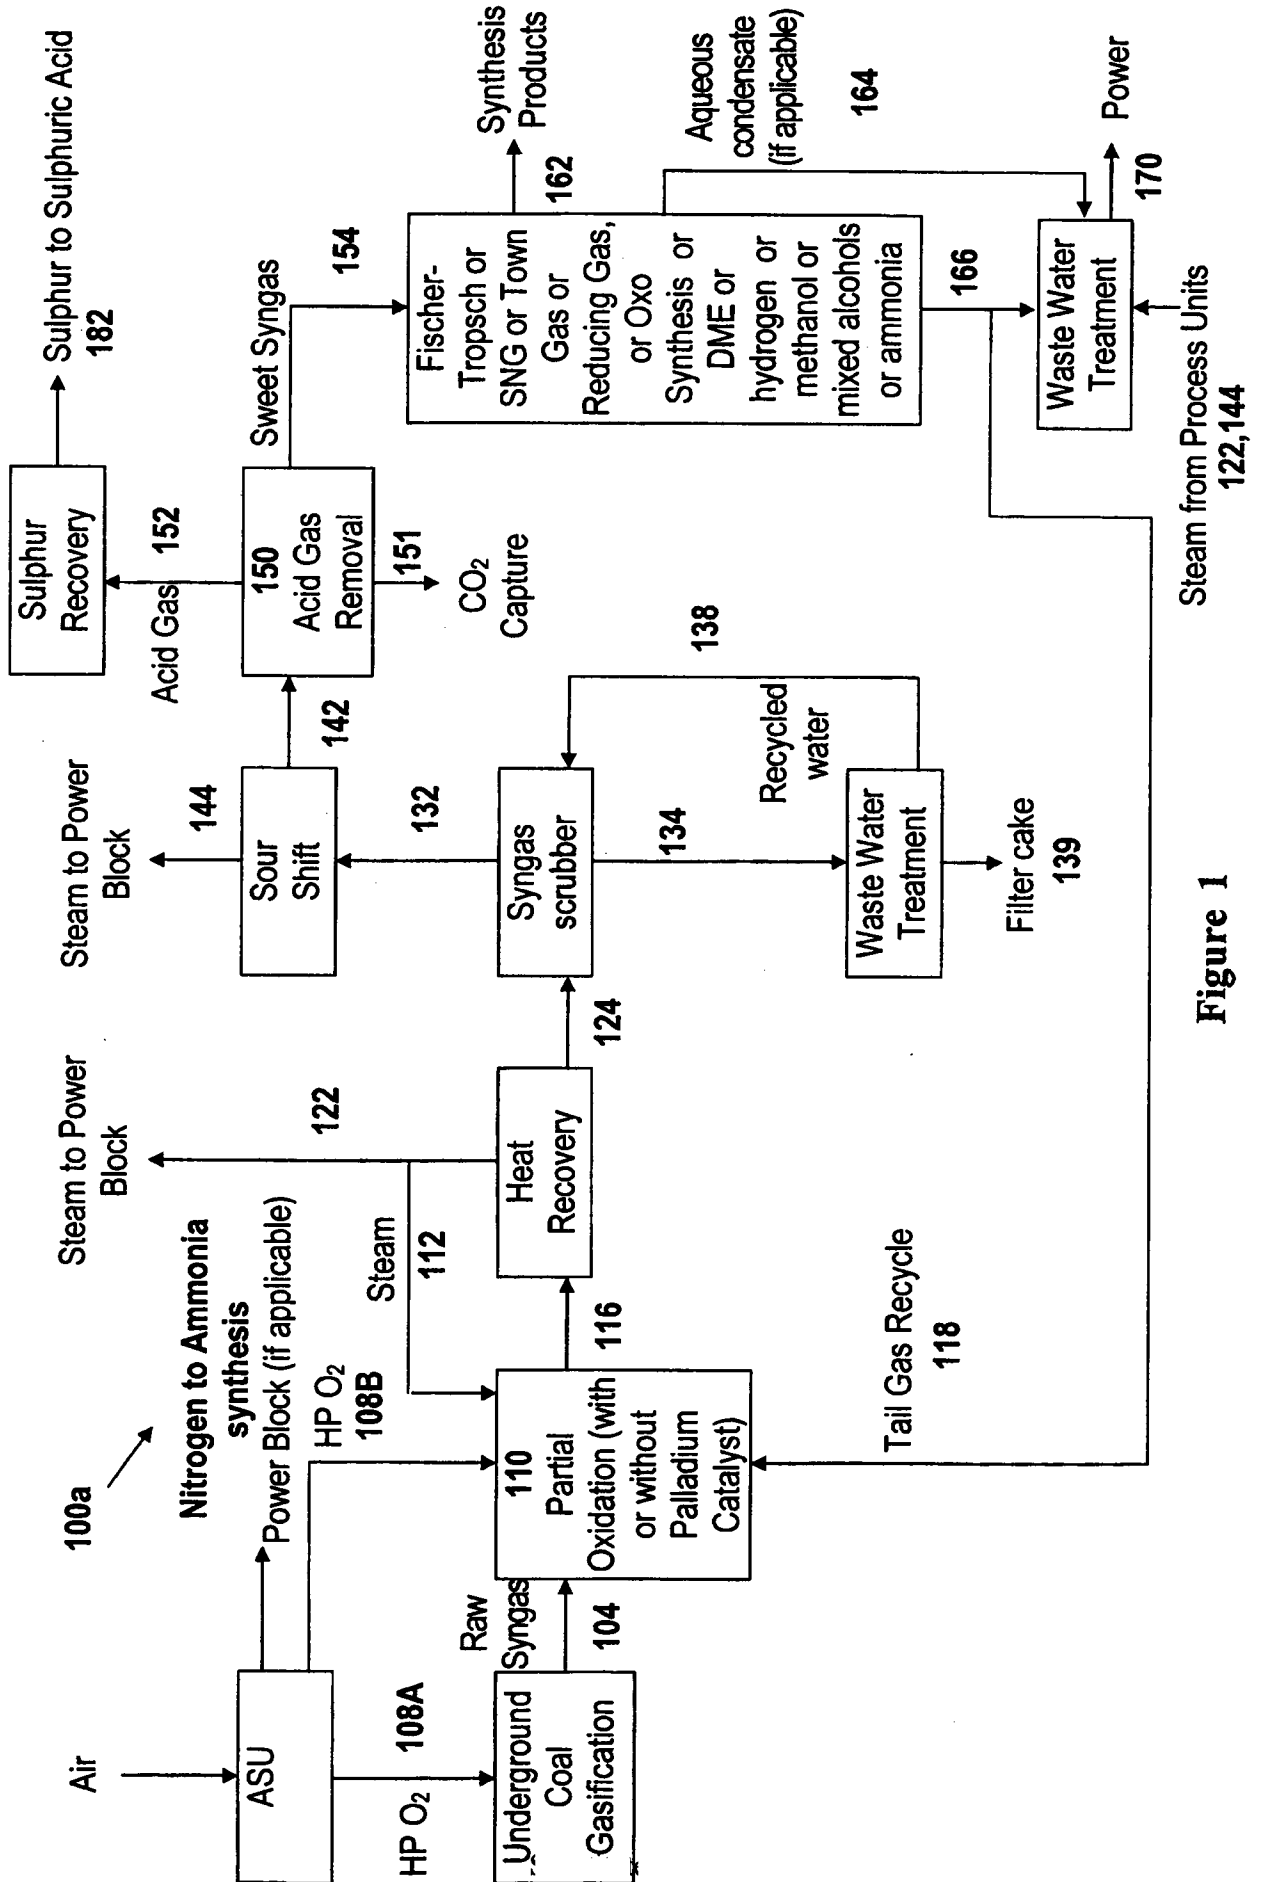 100a
Air
ASU
Nitrogen to Ammonia
synthesis
Power Block (if applicable)
HP O₂
108B
HP O₂
108A
Underground
Coal
Gasification
Raw
Syngas
104
110
Partial
Oxidation (with
or without
Palladium
Catalyst)
Steam
112
116
Steam to Power
Block
122
Heat
Recovery
124
Syngas
scrubber
132
134
Steam to Power
Block
144
Sour
Shift
142
Recycled
water
138
Waste Water
Treatment
Filter cake
139
150
Acid Gas
Removal
Acid Gas
152
151
CO₂
Capture
Sulphur
Recovery
Sulphur to Sulphuric Acid
182
Sweet Syngas
154
Fischer-
Tropsch or
SNG or Town
Gas or
Reducing Gas,
or Oxo
Synthesis or
DME or
hydrogen or
methanol or
mixed alcohols
or ammonia
Synthesis
Products
162
Aqueous
condensate
(if applicable)
164
166
Waste Water
Treatment
Power
170
Steam from Process Units
122,144
Tail Gas Recycle
118
Figure 1